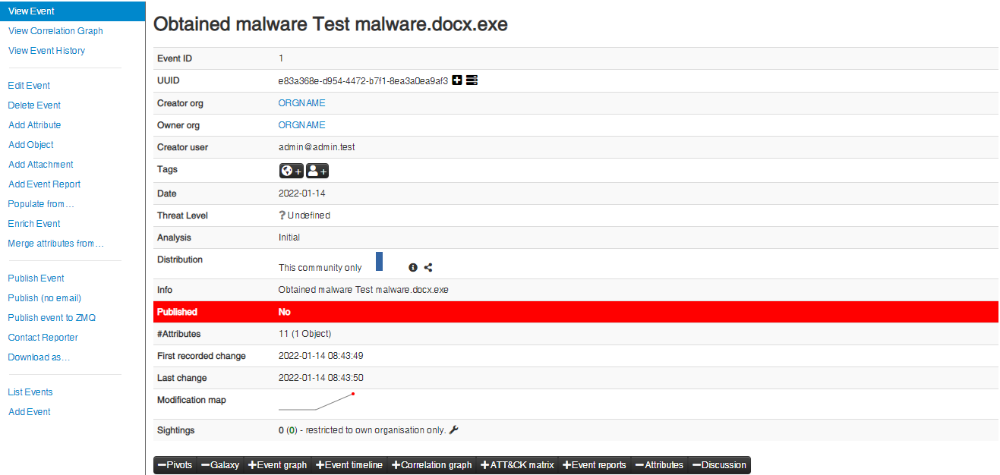 View Event
View Correlation Graph
View Event History
Edit Event
Delete Event
Add Attribute
Add Object
Add Attachment
Add Event Report
Populate from...
Enrich Event
Merge attributes from...
Publish Event
Publish (no email)
Publish event to ZMQ
Contact Reporter
Download as...
List Events
Add Event
Obtained malware Test malware.docx.exe
Event ID 1
UUID e83a368e-d954-4472-b7f1-8ea3a0ea9af3
Creator org ORGNAME
Owner org ORGNAME
Creator user admin@admin.test
Tags + +
Date 2022-01-14
Threat Level ? Undefined
Analysis Initial
Distribution This community only
Info Obtained malware Test malware.docx.exe
Published No
#Attributes 11 (1 Object)
First recorded change 2022-01-14 08:43:49
Last change 2022-01-14 08:43:50
Modification map
Sightings 0 (0) - restricted to own organisation only.
−Pivots −Galaxy +Event graph +Event timeline +Correlation graph +ATT&CK matrix +Event reports −Attributes −Discussion